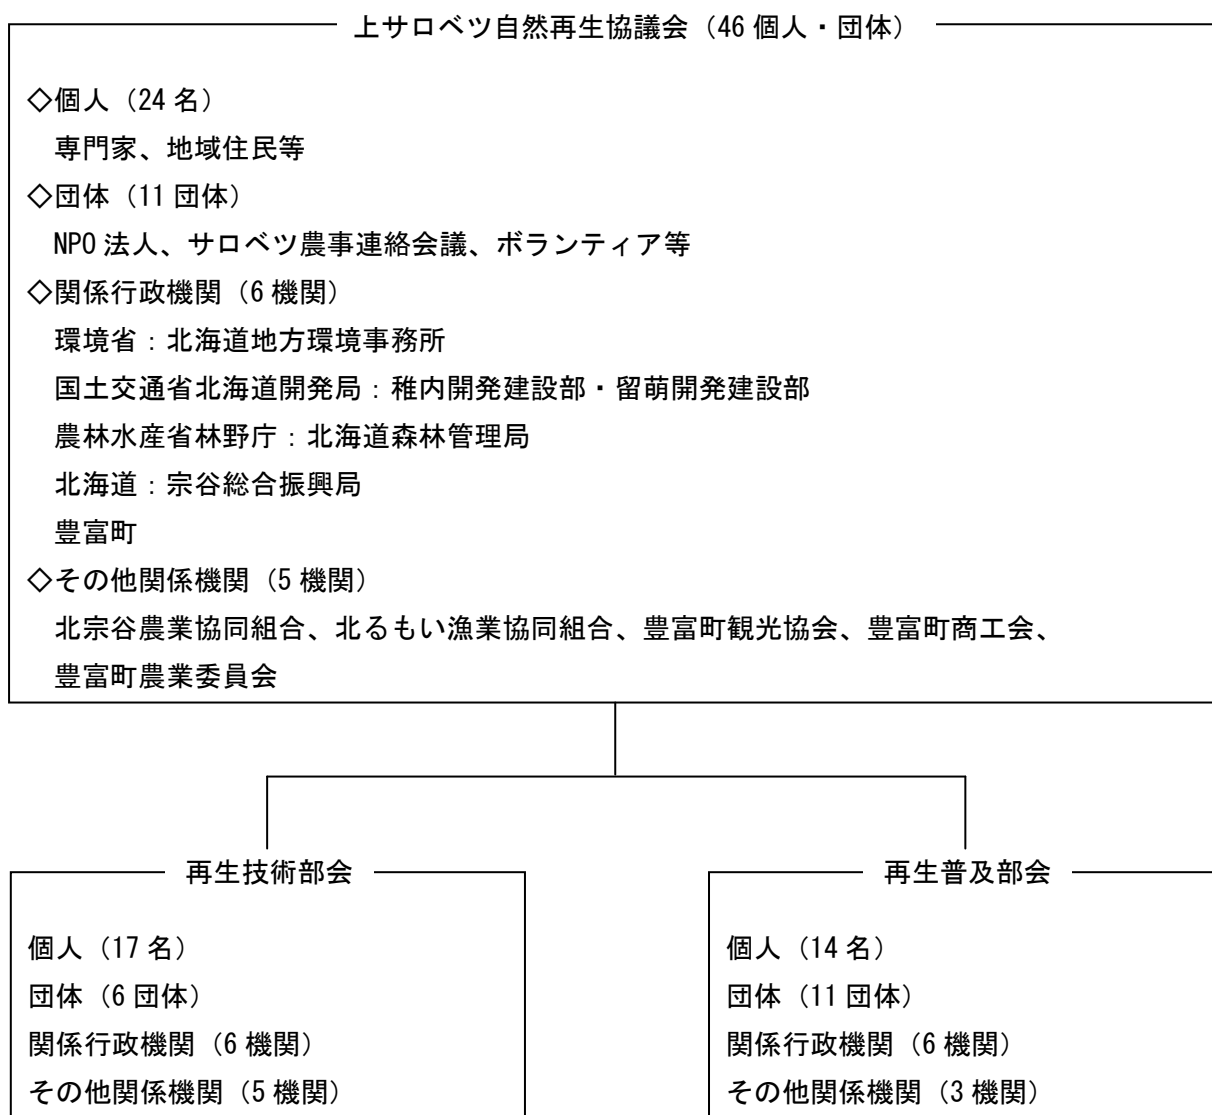 上サロベツ自然再生協議会（46 個人・団体）
◇個人（24 名）
専門家、地域住民等
◇団体（11 団体）
NPO 法人、サロベツ農事連絡会議、ボランティア等
◇関係行政機関（6 機関）
環境省：北海道地方環境事務所
国土交通省北海道開発局：稚内開発建設部・留萌開発建設部
農林水産省林野庁：北海道森林管理局
北海道：宗谷総合振興局
豊富町
◇その他関係機関（5 機関）
北宗谷農業協同組合、北るもい漁業協同組合、豊富町観光協会、豊富町商工会、
豊富町農業委員会
再生技術部会
個人（17 名）
団体（6 団体）
関係行政機関（6 機関）
その他関係機関（5 機関）
再生普及部会
個人（14 名）
団体（11 団体）
関係行政機関（6 機関）
その他関係機関（3 機関）